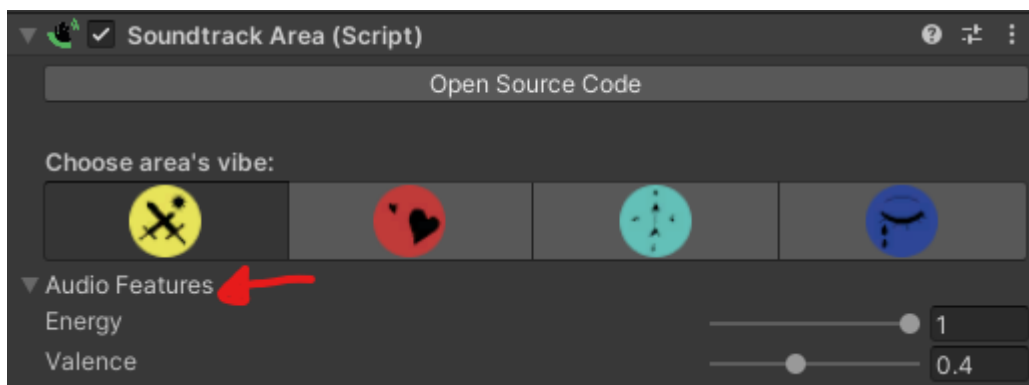 Soundtrack Area (Script)
Open Source Code
Choose area's vibe:
Audio Features
Energy 1
Valence 0.4